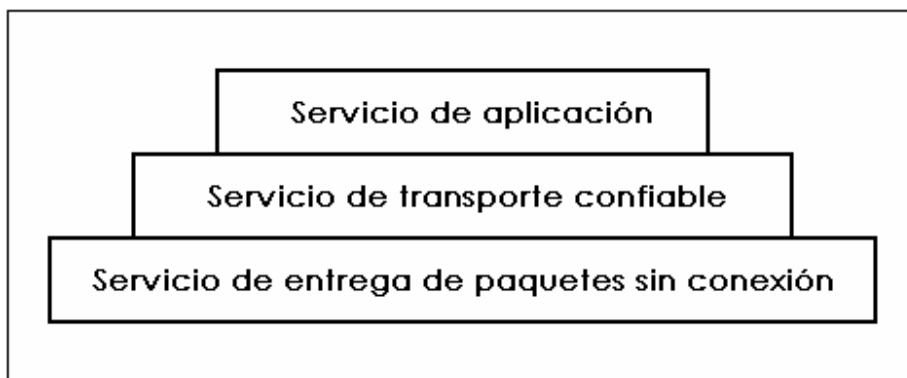 Servicio de aplicación
Servicio de transporte confiable
Servicio de entrega de paquetes sin conexión